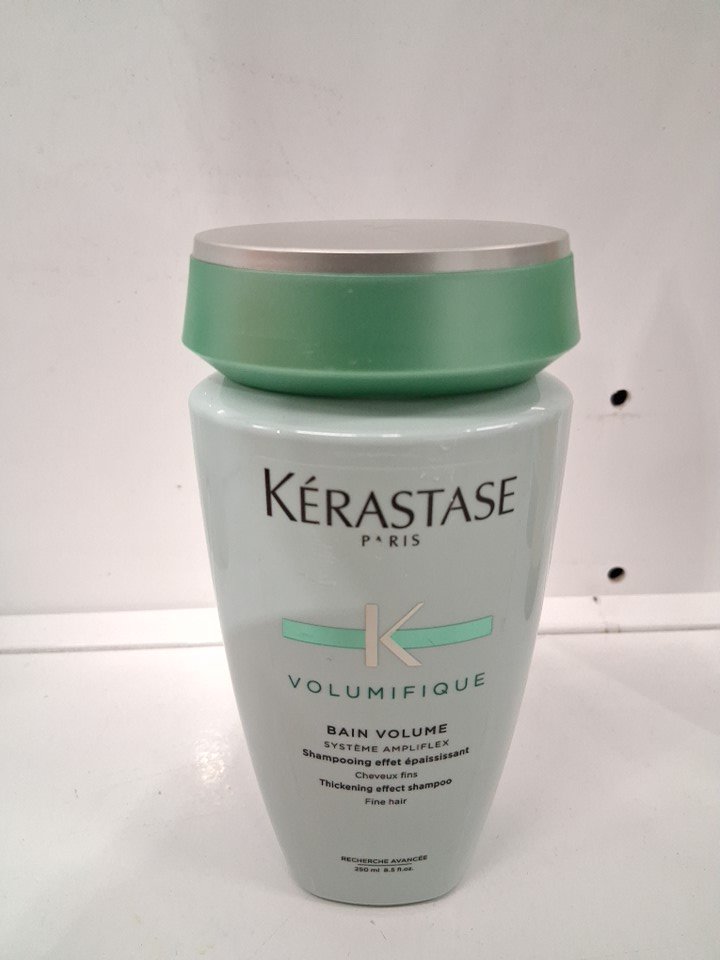 KÉRASTASE
PARIS
K
VOLUMIFIQUE
BAIN VOLUME
SYSTÈME AMPLIFLEX
Shampooing effet épaississant
Cheveux fins
Thickening effect shampoo
Fine hair
RECHERCHE AVANCÉE
250 ml 8.5 fl.oz.